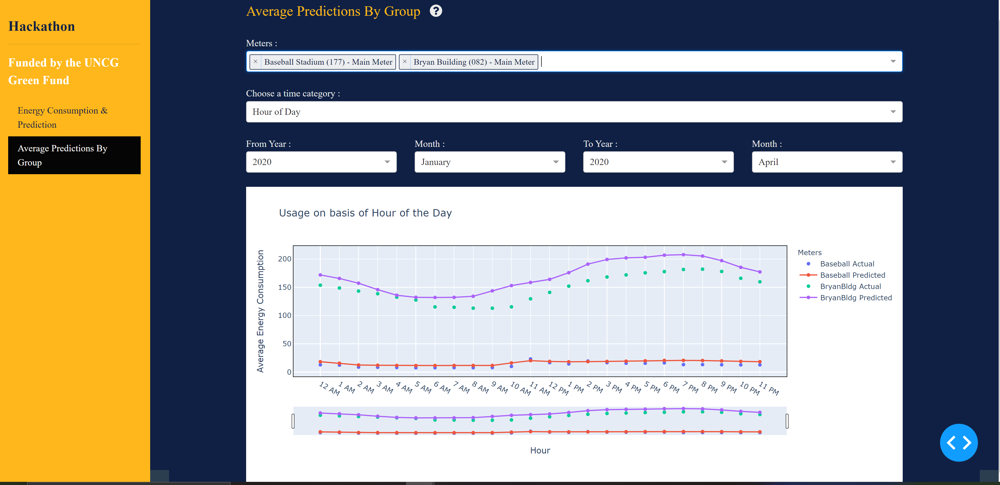 Hackathon
Funded by the UNCG
Green Fund
Energy Consumption &
Prediction
Average Predictions By
Group
Average Predictions By Group ?
Meters :
× Baseball Stadium (177) - Main Meter × Bryan Building (082) - Main Meter
Choose a time category :
Hour of Day
From Year : Month : To Year : Month :
2020 January 2020 April
Usage on basis of Hour of the Day
Average Energy Consumption
200
150
100
50
0
12 AM 1 AM 2 AM 3 AM 4 AM 5 AM 6 AM 7 AM 8 AM 9 AM 10 AM 11 AM 12 PM 1 PM 2 PM 3 PM 4 PM 5 PM 6 PM 7 PM 8 PM 9 PM 10 PM 11 PM
Hour
Meters
Baseball Actual
Baseball Predicted
BryanBldg Actual
BryanBldg Predicted